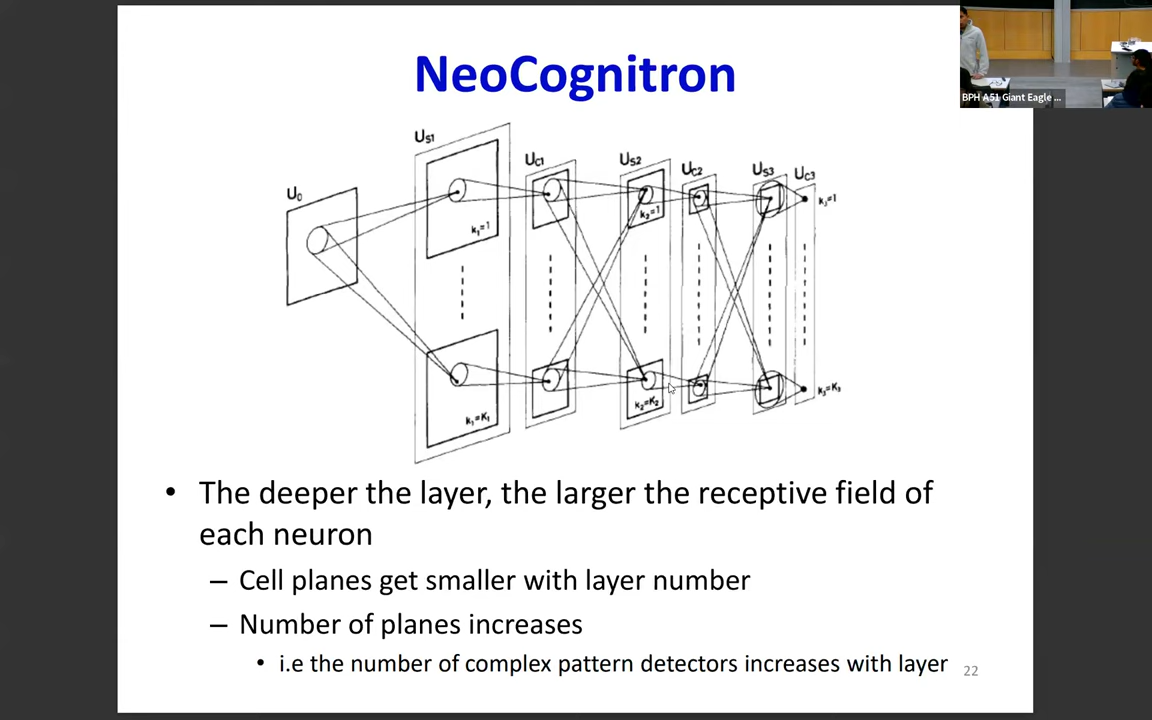 NeoCognitron
BPH A51 Giant Eagle ...
U₀
U_S1
U_C1
U_S2
U_C2
U_S3
U_C3
k₁=1
k₂=1
k₃=1
k₁=K₁
k₂=K₂
k₃=K₃
• The deeper the layer, the larger the receptive field of
each neuron
– Cell planes get smaller with layer number
– Number of planes increases
• i.e the number of complex pattern detectors increases with layer
22